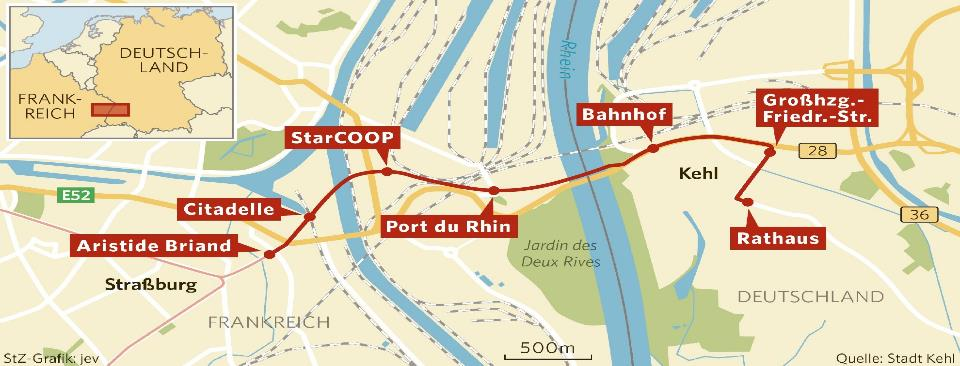 DEUTSCH-
LAND
FRANK-
REICH
Rhein
StarCOOP
Bahnhof
Großhzg.-
Friedr.-Str.
28
Kehl
E52
Citadelle
36
Port du Rhin
Aristide Briand
Rathaus
Jardin des
Deux Rives
Straßburg
DEUTSCHLAND
FRANKREICH
500m
StZ-Grafik: jev
Quelle: Stadt Kehl